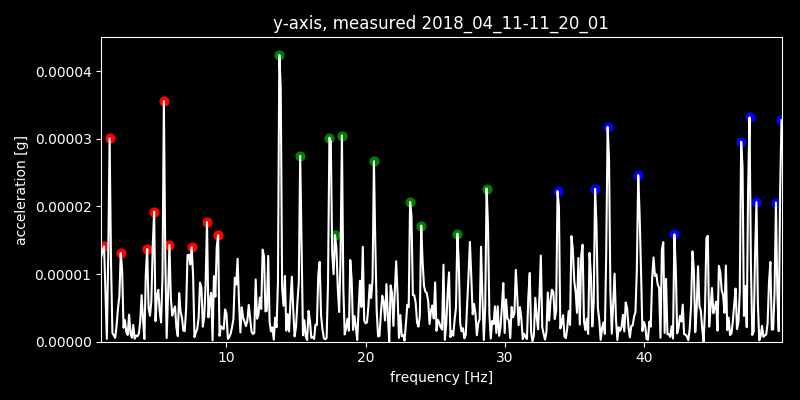 y-axis, measured 2018_04_11-11_20_01
0.00004
0.00003
0.00002
0.00001
0.00000
acceleration [g]
10 20 30 40
frequency [Hz]